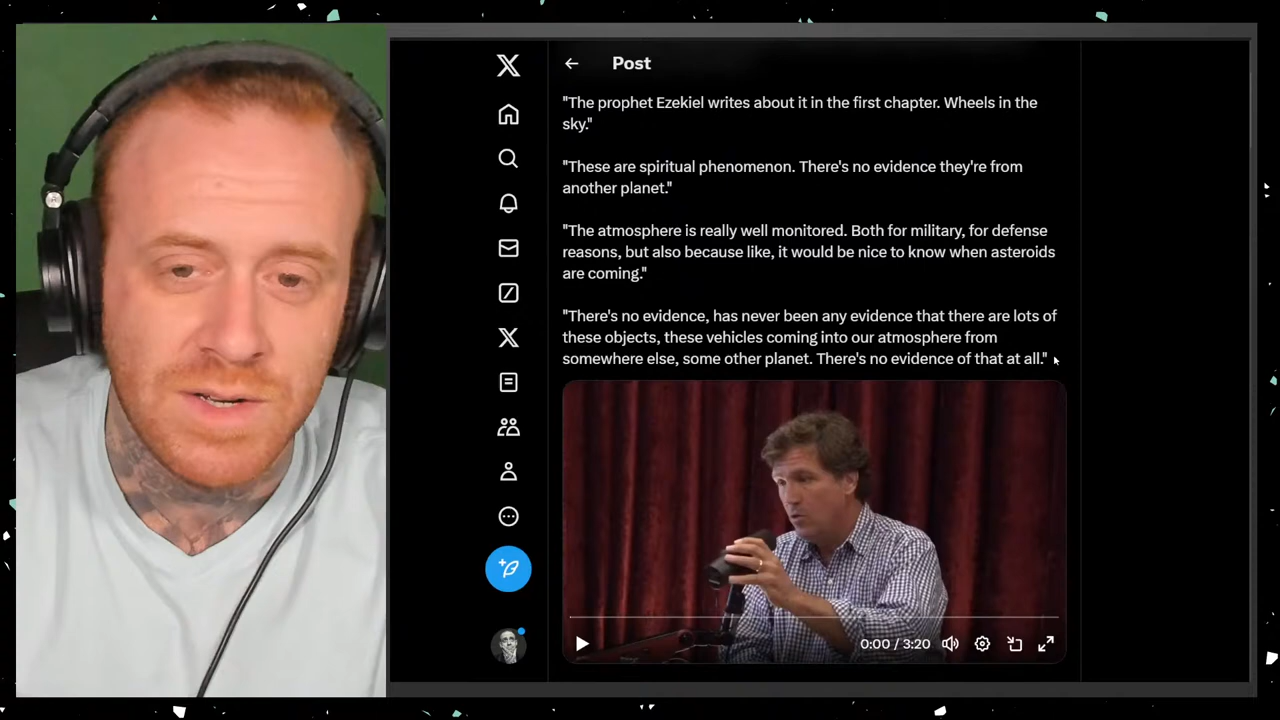 Post
"The prophet Ezekiel writes about it in the first chapter. Wheels in the
sky."
"These are spiritual phenomenon. There's no evidence they're from
another planet."
"The atmosphere is really well monitored. Both for military, for defense
reasons, but also because like, it would be nice to know when asteroids
are coming."
"There's no evidence, has never been any evidence that there are lots of
these objects, these vehicles coming into our atmosphere from
somewhere else, some other planet. There's no evidence of that at all."
0:00 / 3:20